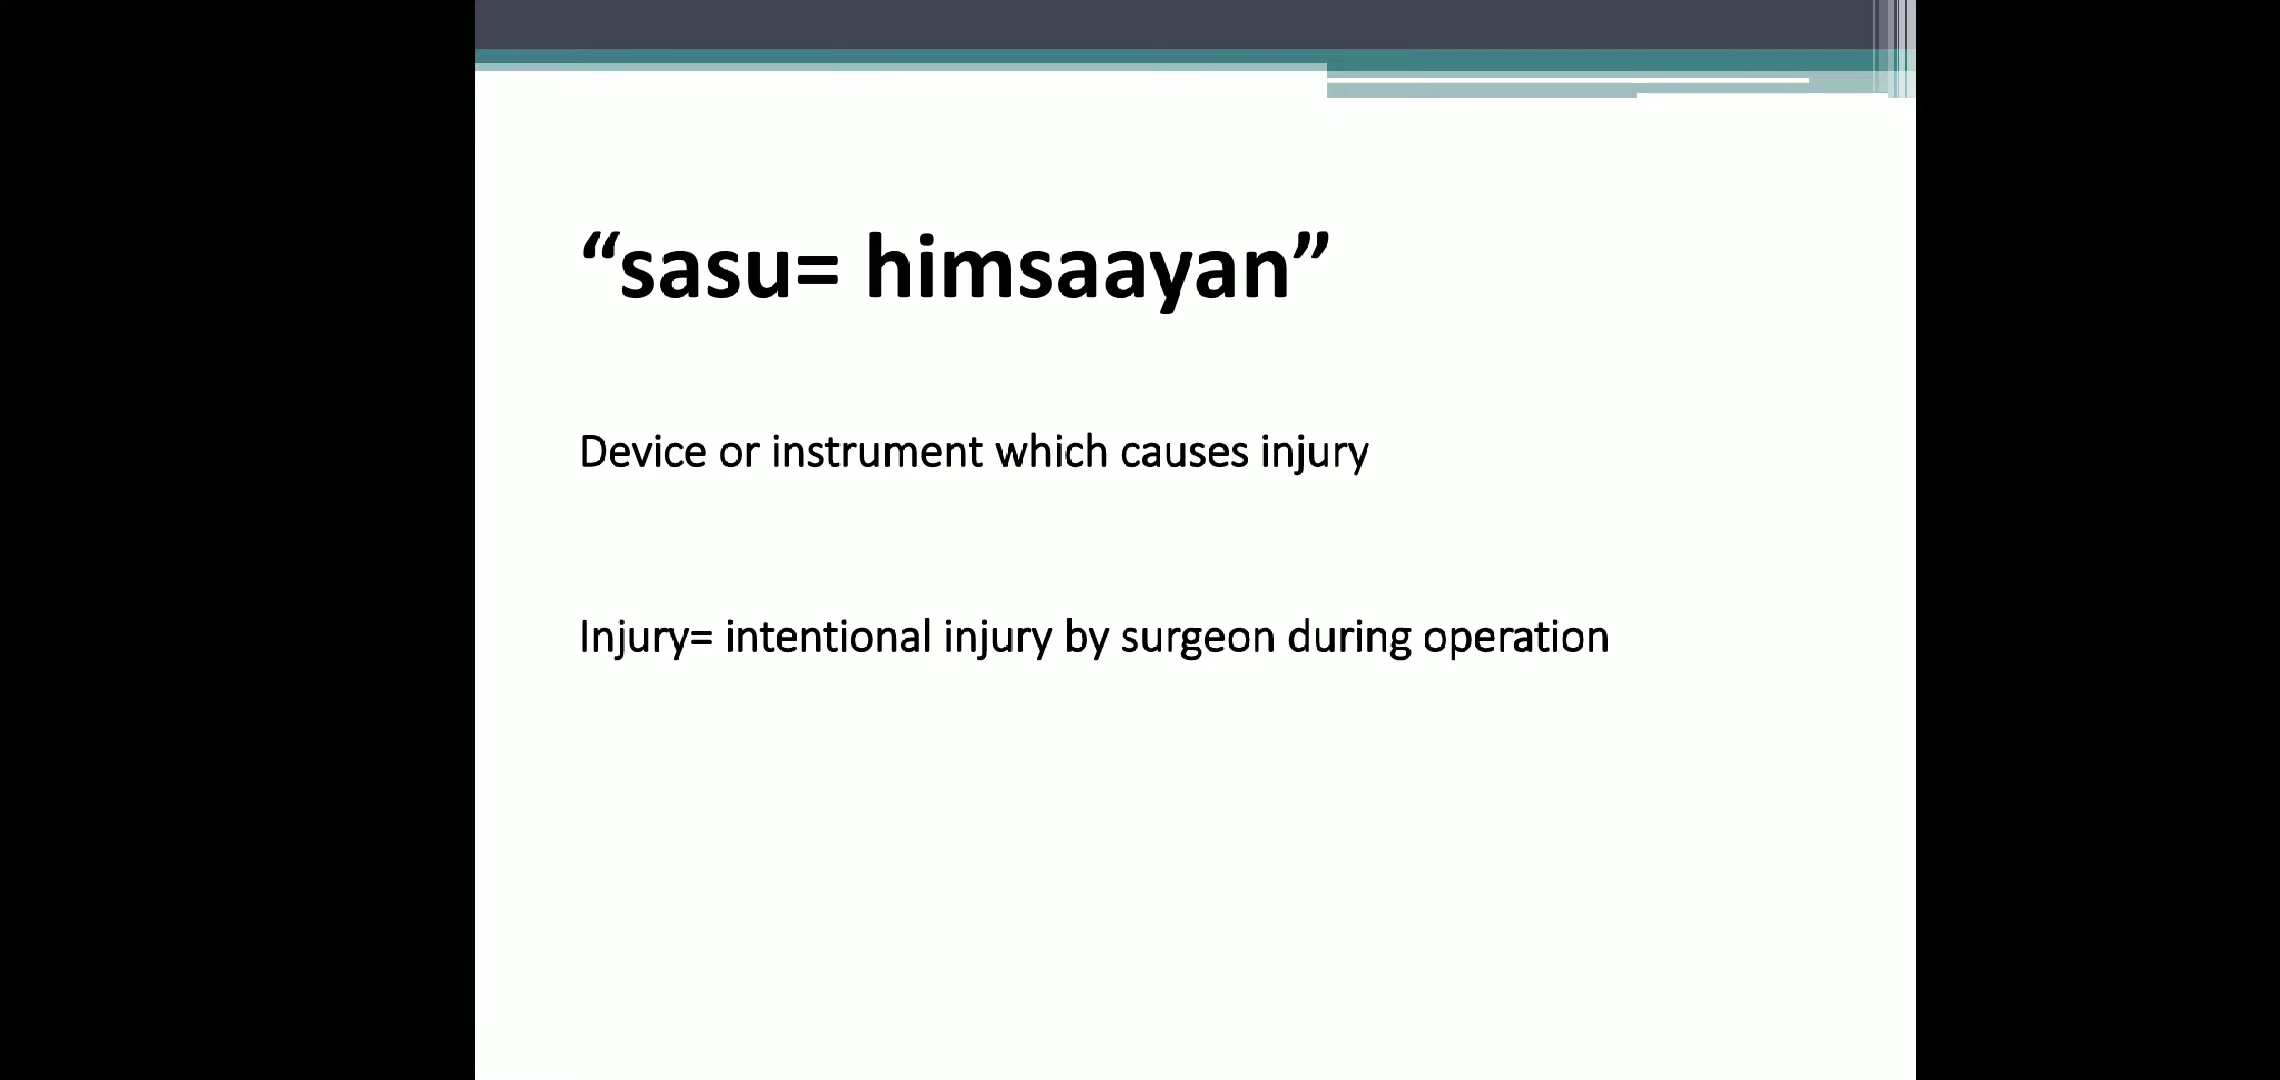 “sasu= himsaayan”
Device or instrument which causes injury
Injury= intentional injury by surgeon during operation